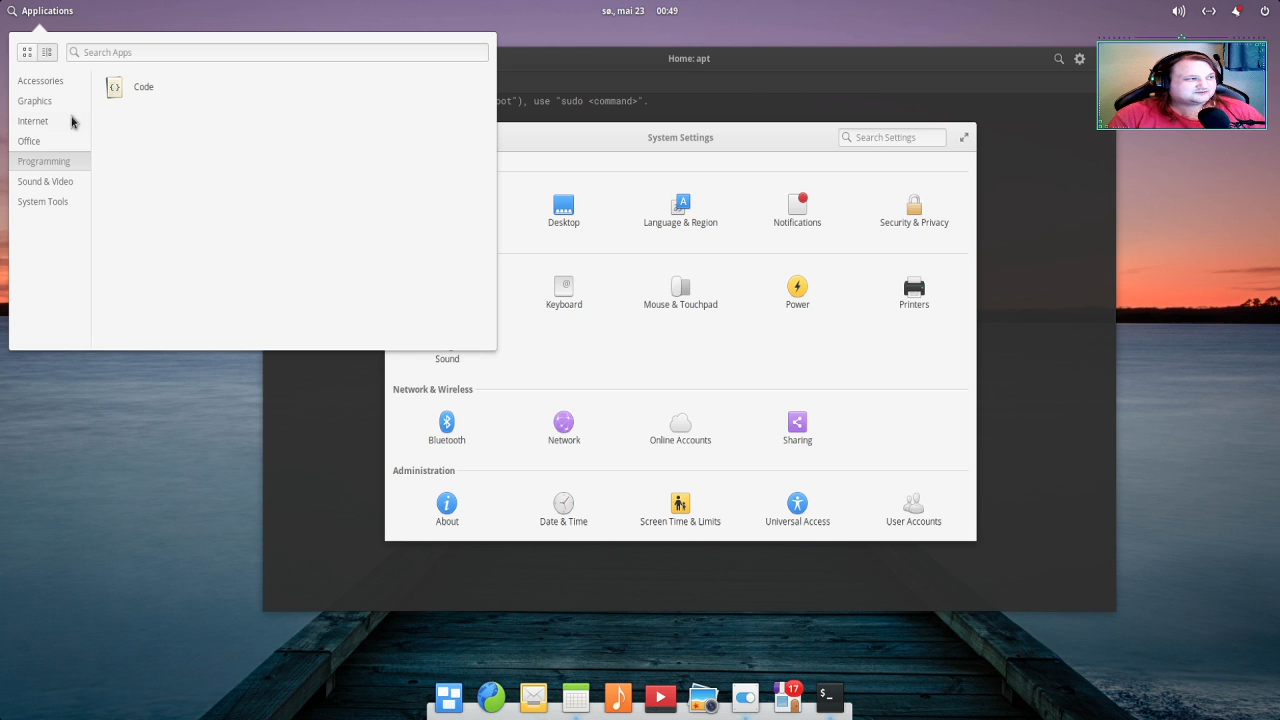 Applications
sø., mai 23 00:49
Search Apps
Accessories
Graphics
Internet
Office
Programming
Sound & Video
System Tools
Code
Home: apt
oot"), use "sudo <command>".
System Settings
Search Settings
Desktop
Language & Region
Notifications
Security & Privacy
Keyboard
Mouse & Touchpad
Power
Printers
Sound
Network & Wireless
Bluetooth
Network
Online Accounts
Sharing
Administration
About
Date & Time
Screen Time & Limits
Universal Access
User Accounts
17